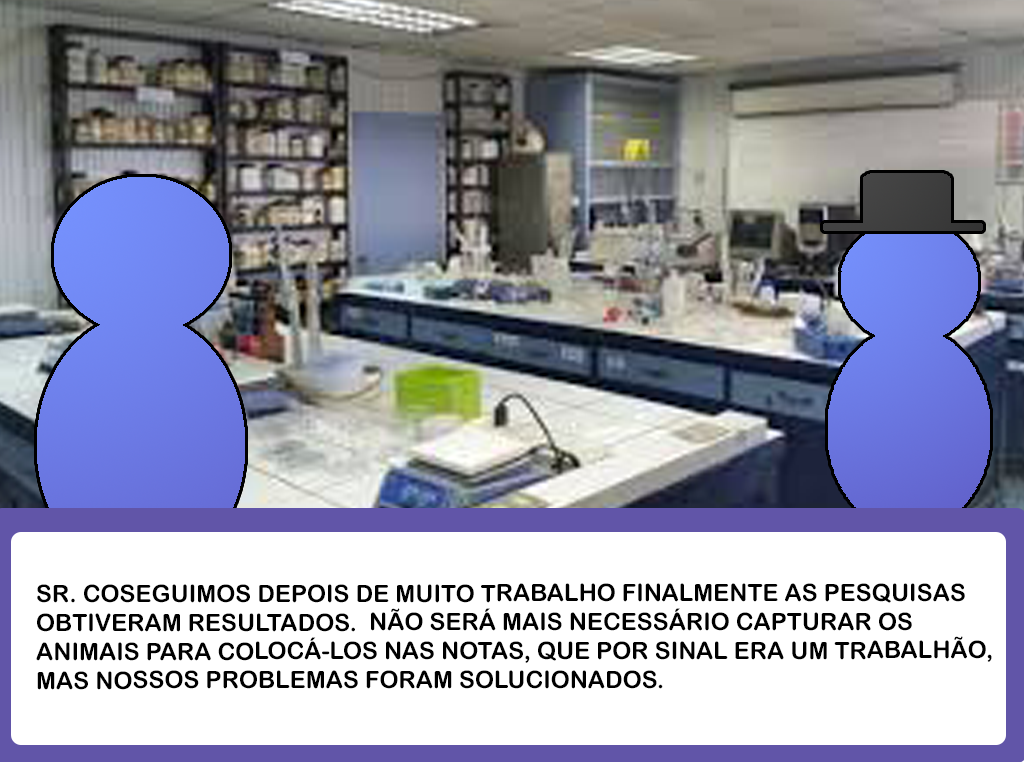 SR. COSEGUIMOS DEPOIS DE MUITO TRABALHO FINALMENTE AS PESQUISAS
OBTIVERAM RESULTADOS. NÃO SERÁ MAIS NECESSÁRIO CAPTURAR OS
ANIMAIS PARA COLOCÁ-LOS NAS NOTAS, QUE POR SINAL ERA UM TRABALHÃO,
MAS NOSSOS PROBLEMAS FORAM SOLUCIONADOS.